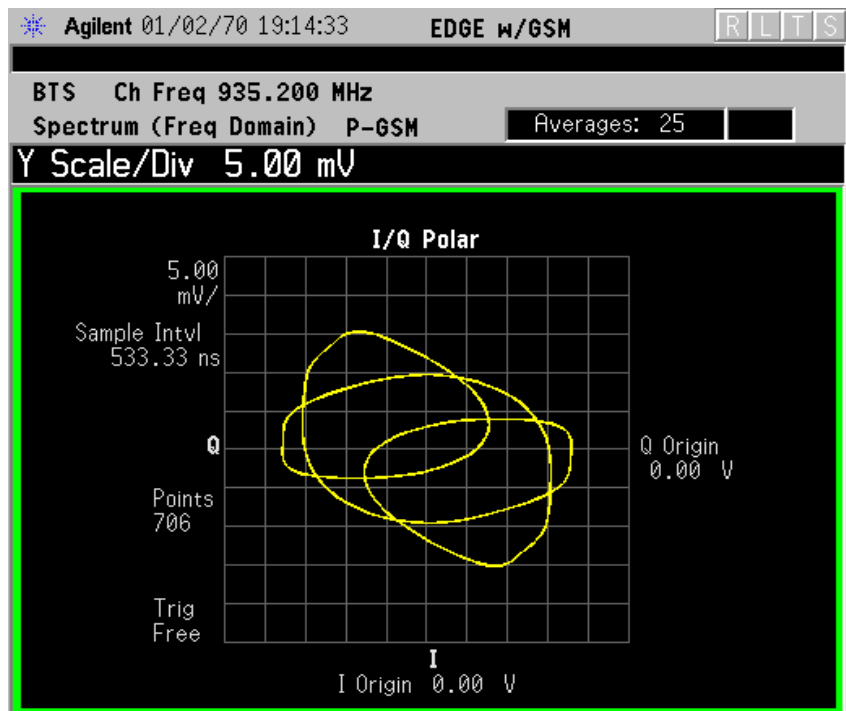 Agilent 01/02/70 19:14:33 EDGE w/GSM R L T S
BTS Ch Freq 935.200 MHz
Spectrum (Freq Domain) P-GSM Averages: 25
Y Scale/Div 5.00 mV
I/Q Polar
5.00
mV/
Sample Intvl
533.33 ns
Q
Q Origin
0.00 V
Points
706
Trig
Free
I
I Origin 0.00 V